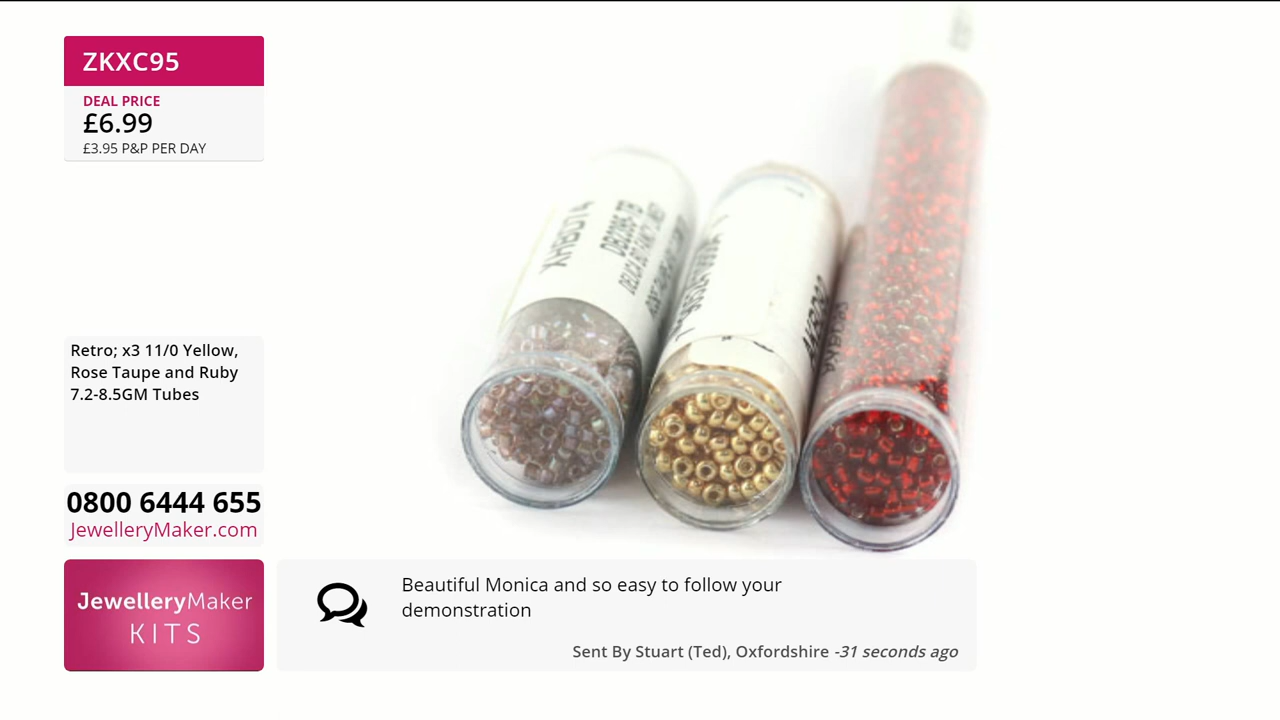 ZKXC95
DEAL PRICE
£6.99
£3.95 P&P PER DAY
Retro; x3 11/0 Yellow,
Rose Taupe and Ruby
7.2-8.5GM Tubes
0800 6444 655
JewelleryMaker.com
JewelleryMaker
KITS
Beautiful Monica and so easy to follow your
demonstration
Sent By Stuart (Ted), Oxfordshire -31 seconds ago